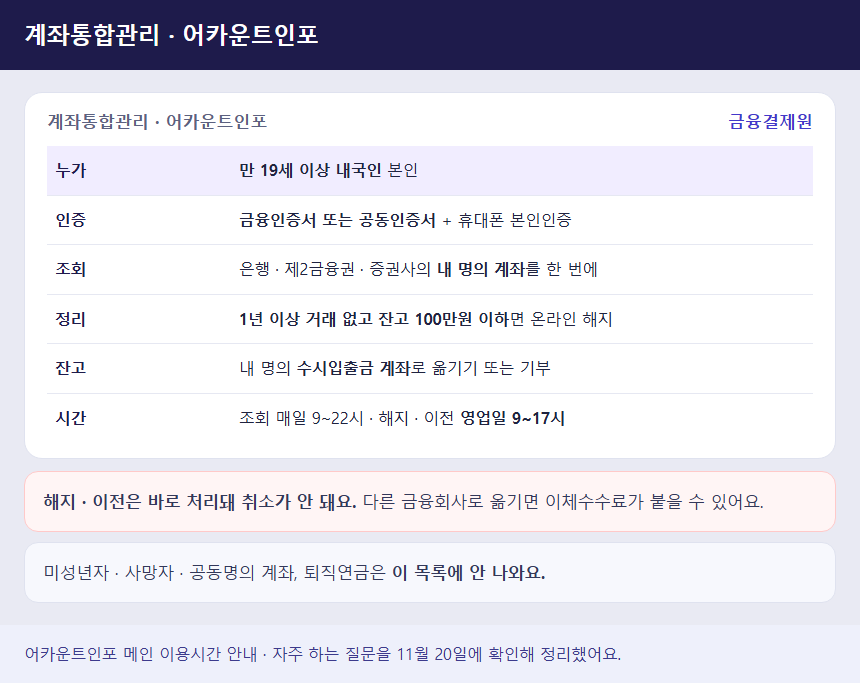 계좌통합관리 · 어카운트인포
계좌통합관리 · 어카운트인포 금융결제원
누가 만 19세 이상 내국인 본인
인증 금융인증서 또는 공동인증서 + 휴대폰 본인인증
조회 은행 · 제2금융권 · 증권사의 내 명의 계좌를 한 번에
정리 1년 이상 거래 없고 잔고 100만원 이하면 온라인 해지
잔고 내 명의 수시입출금 계좌로 옮기기 또는 기부
시간 조회 매일 9~22시 · 해지 · 이전 영업일 9~17시
해지 · 이전은 바로 처리돼 취소가 안 돼요. 다른 금융회사로 옮기면 이체수수료가 붙을 수 있어요.
미성년자 · 사망자 · 공동명의 계좌, 퇴직연금은 이 목록에 안 나와요.
어카운트인포 메인 이용시간 안내 · 자주 하는 질문을 11월 20일에 확인해 정리했어요.